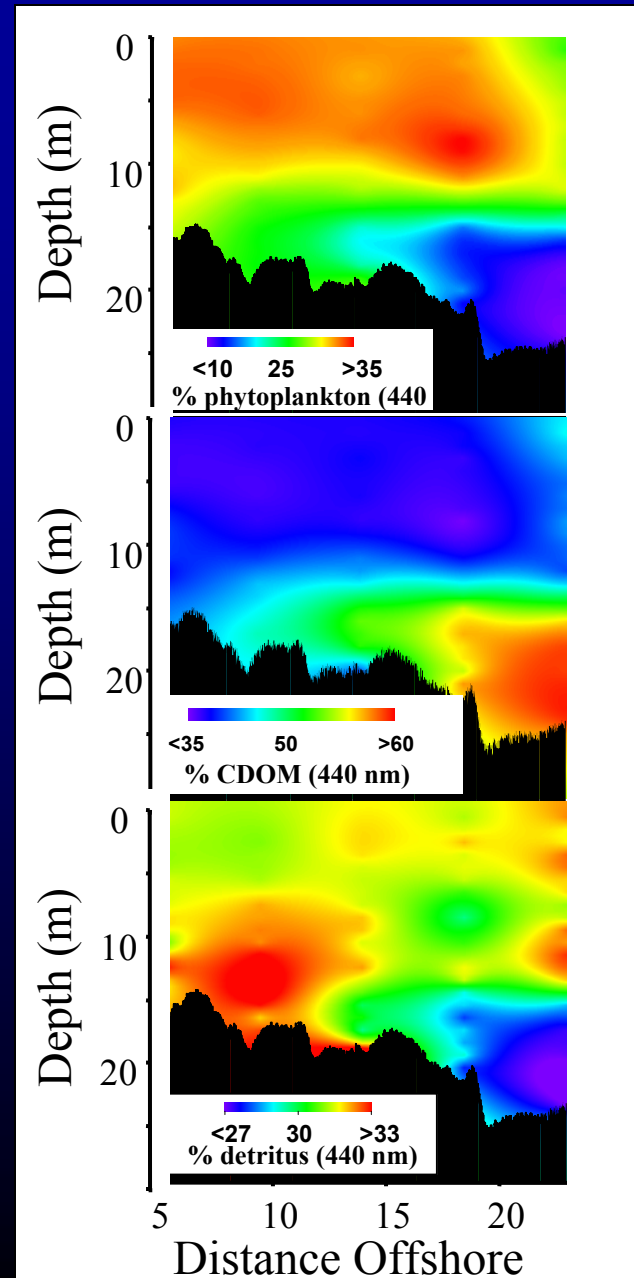 0
10
20
Depth (m)
<10 25 >35
% phytoplankton (440
0
10
20
Depth (m)
<35 50 >60
% CDOM (440 nm)
0
10
20
Depth (m)
<27 30 >33
% detritus (440 nm)
5 10 15 20
Distance Offshore